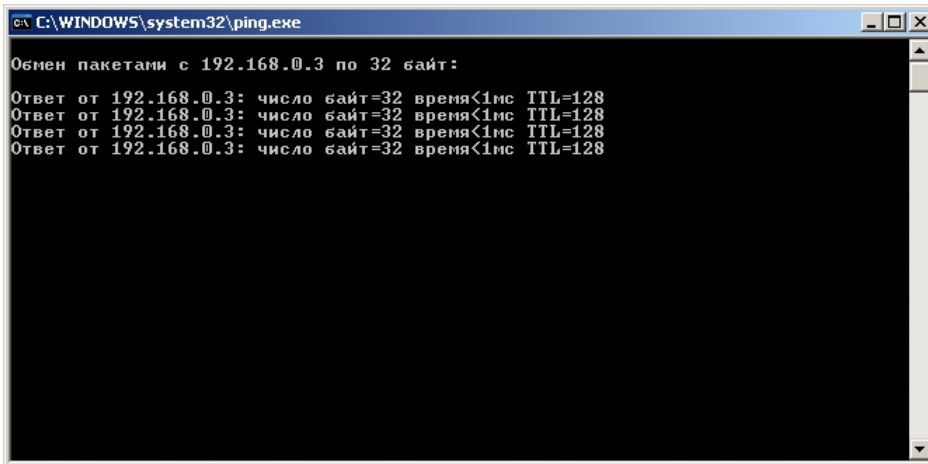 C:\WINDOWS\system32\ping.exe
Обмен пакетами с 192.168.0.3 по 32 байт:
Ответ от 192.168.0.3: число байт=32 время<1мс TTL=128
Ответ от 192.168.0.3: число байт=32 время<1мс TTL=128
Ответ от 192.168.0.3: число байт=32 время<1мс TTL=128
Ответ от 192.168.0.3: число байт=32 время<1мс TTL=128